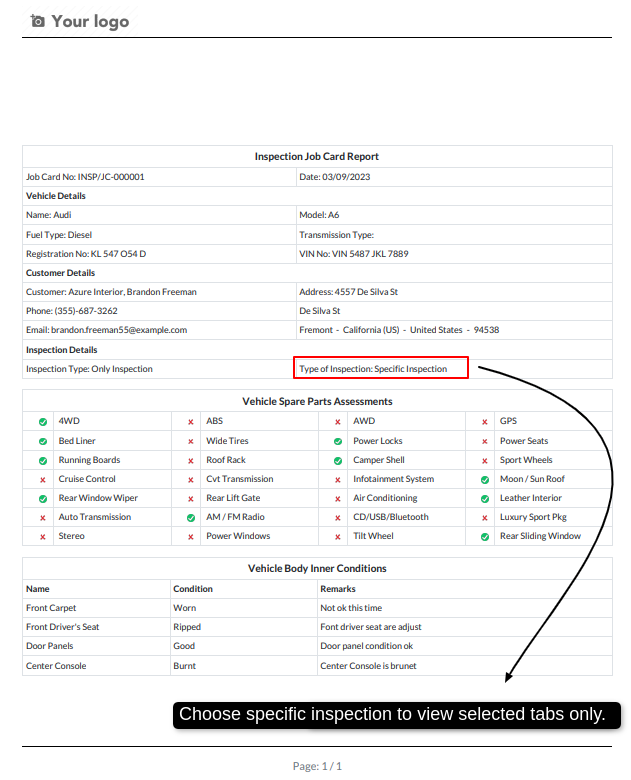 Your logo
Inspection Job Card Report
Job Card No: INSP/JC-000001 Date: 03/09/2023
Vehicle Details
Name: Audi Model: A6
Fuel Type: Diesel Transmission Type:
Registration No: KL 547 O54 D VIN No: VIN 5487 JKL 7889
Customer Details
Customer: Azure Interior, Brandon Freeman Address: 4557 De Silva St
Phone: (355)-687-3262 De Silva St
Email: brandon.freeman55@example.com Fremont - California (US) - United States - 94538
Inspection Details
Inspection Type: Only Inspection Type of Inspection: Specific Inspection
Vehicle Spare Parts Assessments
4WD ABS AWD GPS
Bed Liner Wide Tires Power Locks Power Seats
Running Boards Roof Rack Camper Shell Sport Wheels
Cruise Control Cvt Transmission Infotainment System Moon / Sun Roof
Rear Window Wiper Rear Lift Gate Air Conditioning Leather Interior
Auto Transmission AM / FM Radio CD/USB/Bluetooth Luxury Sport Pkg
Stereo Power Windows Tilt Wheel Rear Sliding Window
Vehicle Body Inner Conditions
Name Condition Remarks
Front Carpet Worn Not ok this time
Front Driver's Seat Ripped Font driver seat are adjust
Door Panels Good Door panel condition ok
Center Console Burnt Center Console is brunet
Choose specific inspection to view selected tabs only.
Page: 1 / 1